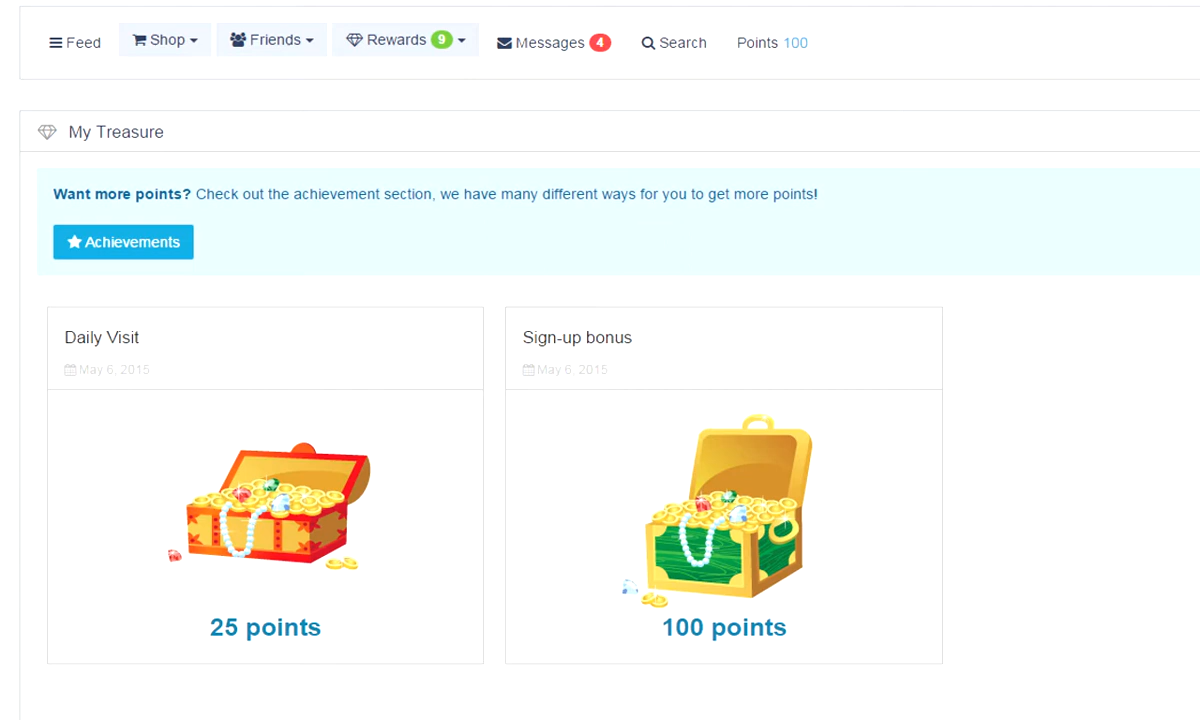 Feed Shop Friends Rewards 9 Messages 4 Search Points 100
My Treasure
Want more points? Check out the achievement section, we have many different ways for you to get more points!
Achievements
Daily Visit
May 6, 2015
25 points
Sign-up bonus
May 6, 2015
100 points